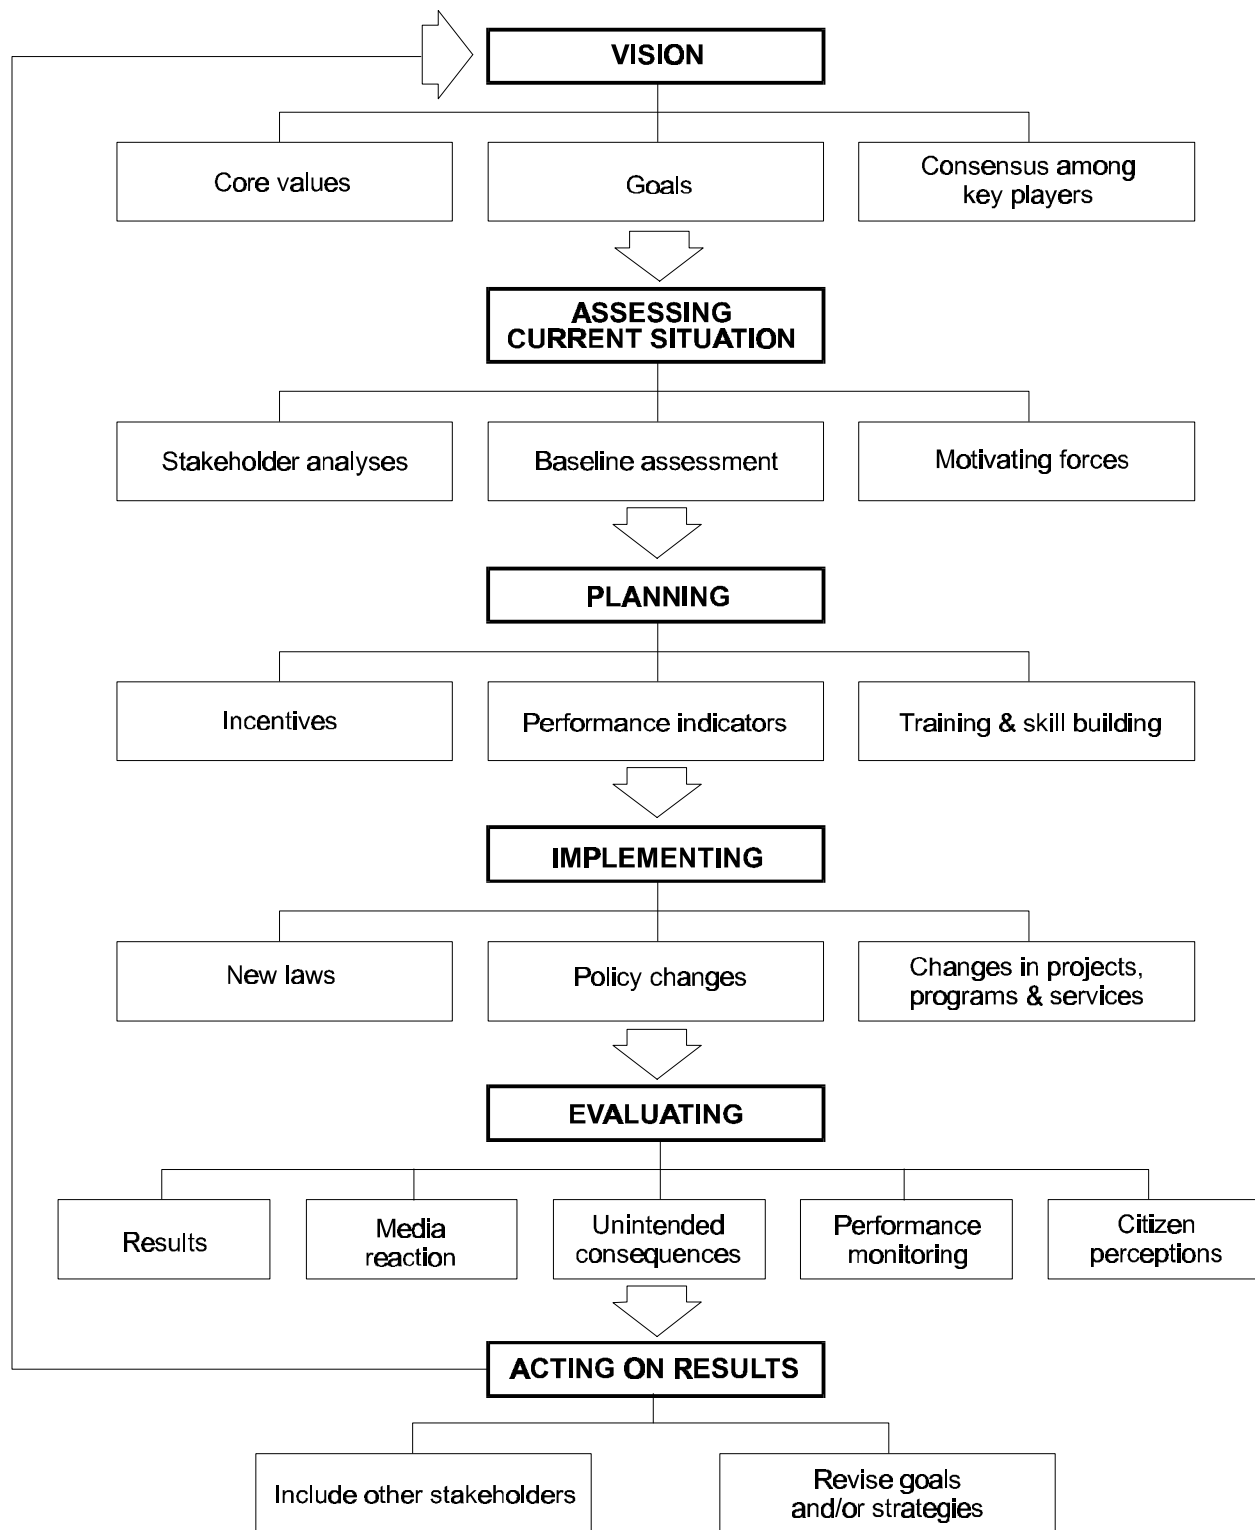 VISION
Core values
Goals
Consensus among
key players
ASSESSING
CURRENT SITUATION
Stakeholder analyses
Baseline assessment
Motivating forces
PLANNING
Incentives
Performance indicators
Training & skill building
IMPLEMENTING
New laws
Policy changes
Changes in projects,
programs & services
EVALUATING
Results
Media
reaction
Unintended
consequences
Performance
monitoring
Citizen
perceptions
ACTING ON RESULTS
Include other stakeholders
Revise goals
and/or strategies